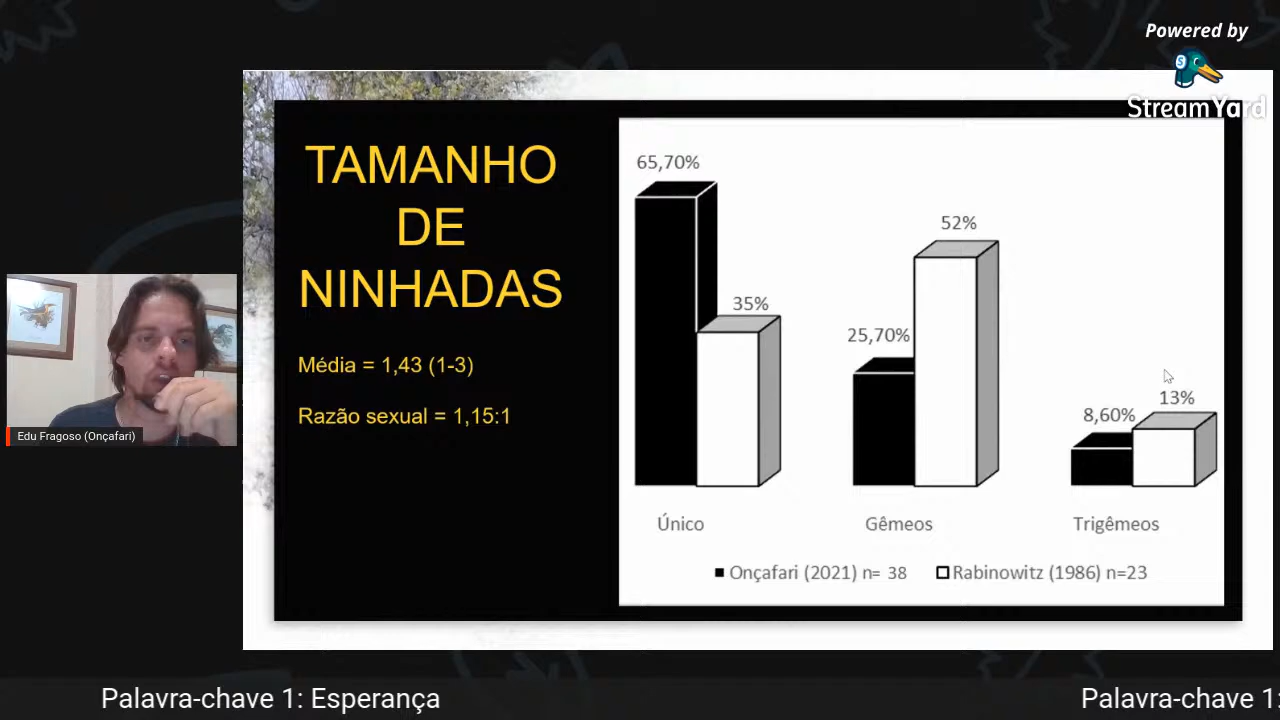 Powered by
StreamYard
TAMANHO
DE
NINHADAS
Média = 1,43 (1-3)
Razão sexual = 1,15:1
65,70%
35%
25,70%
52%
8,60%
13%
Único
Gêmeos
Trigêmeos
Onçafari (2021) n= 38
Rabinowitz (1986) n=23
Edu Fragoso (Onçafari)
Palavra-chave 1: Esperança
Palavra-chave 1: